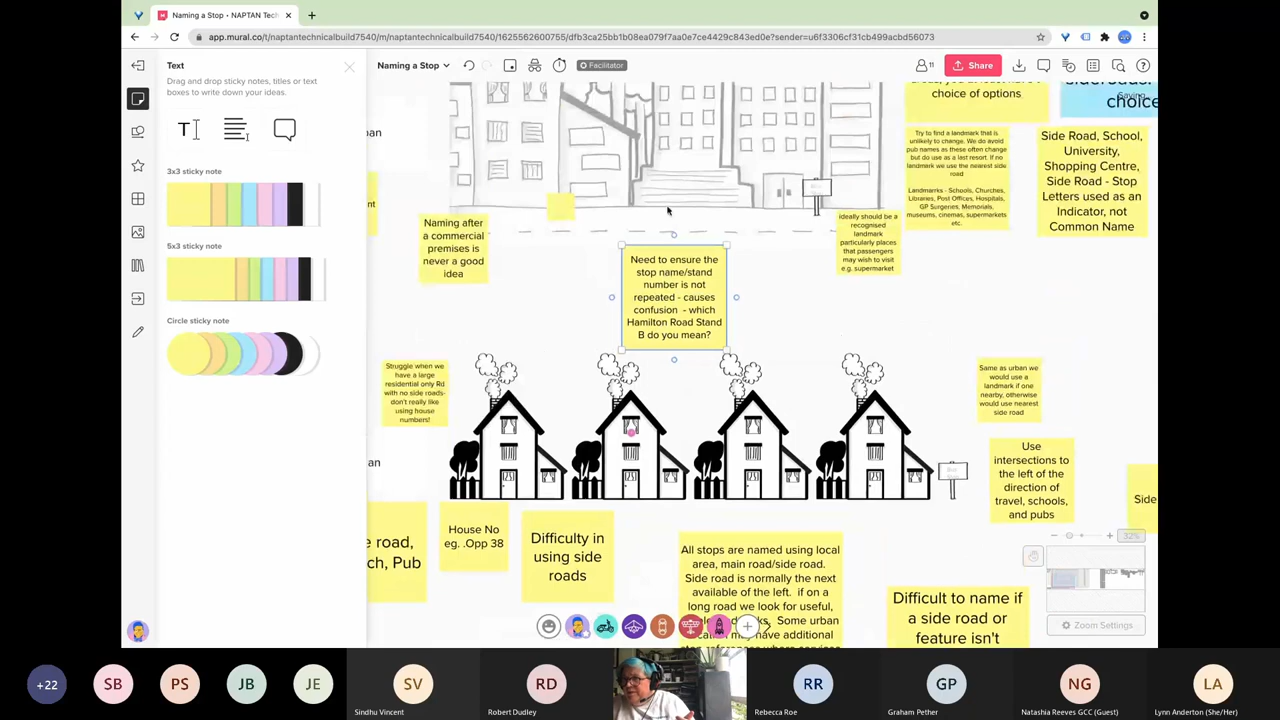 Naming a Stop • NAPTAN Tech
app.mural.co/t/naptantechnicalbuild7540/m/naptantechnicalbuild7540/1625562600755/dfb3ca25bb1b08ea079f7aa0e7ce4429c843ed0e?sender=u6f3306cf31cb499acbd56073
Text
Drag and drop sticky notes, titles or text
boxes to write down your ideas.
T
3x3 sticky note
5x3 sticky note
Circle sticky note
Naming a Stop
Facilitator
11
Share
choice of options
choice
Saving
Try to find a landmark that is
unlikely to change. We do avoid
pub names as these often change
but do use as a last resort. If no
landmark we use the nearest side
road
Landmarks - Schools, Churches,
Libraries, Post Offices, Hospitals,
GP Surgeries, Memorials,
museums, cinemas, supermarkets
etc.
Side Road, School,
University,
Shopping Centre,
Side Road - Stop
Letters used as an
Indicator, not
Common Name
Naming after
a commercial
premises is
never a good
idea
Need to ensure the
stop name/stand
number is not
repeated - causes
confusion - which
Hamilton Road Stand
B do you mean?
ideally should be a
recognised
landmark
particularly places
that passengers
may wish to visit
e.g. supermarket
Struggle when we
have a large
residential only Rd
with no side roads-
don't really like
using house
numbers!
Same as urban we
would use a
landmark if one
nearby, otherwise
would use nearest
side road
Use
intersections to
the left of the
direction of
travel, schools,
and pubs
Side
e road,
ch, Pub
House No
eg. .Opp 38
Difficulty in
using side
roads
All stops are named using local
area, main road/side road.
Side road is normally the next
available of the left. if on a
long road we look for useful,
Some urban
may have additional
Difficult to name if
a side road or
feature isn't
32%
Zoom Settings
+22
SB
PS
JB
JE
SV
Sindhu Vincent
RD
Robert Dudley
RR
Rebecca Roe
GP
Graham Pether
NG
Natashia Reeves GCC (Guest)
LA
Lynn Anderton (She/Her)